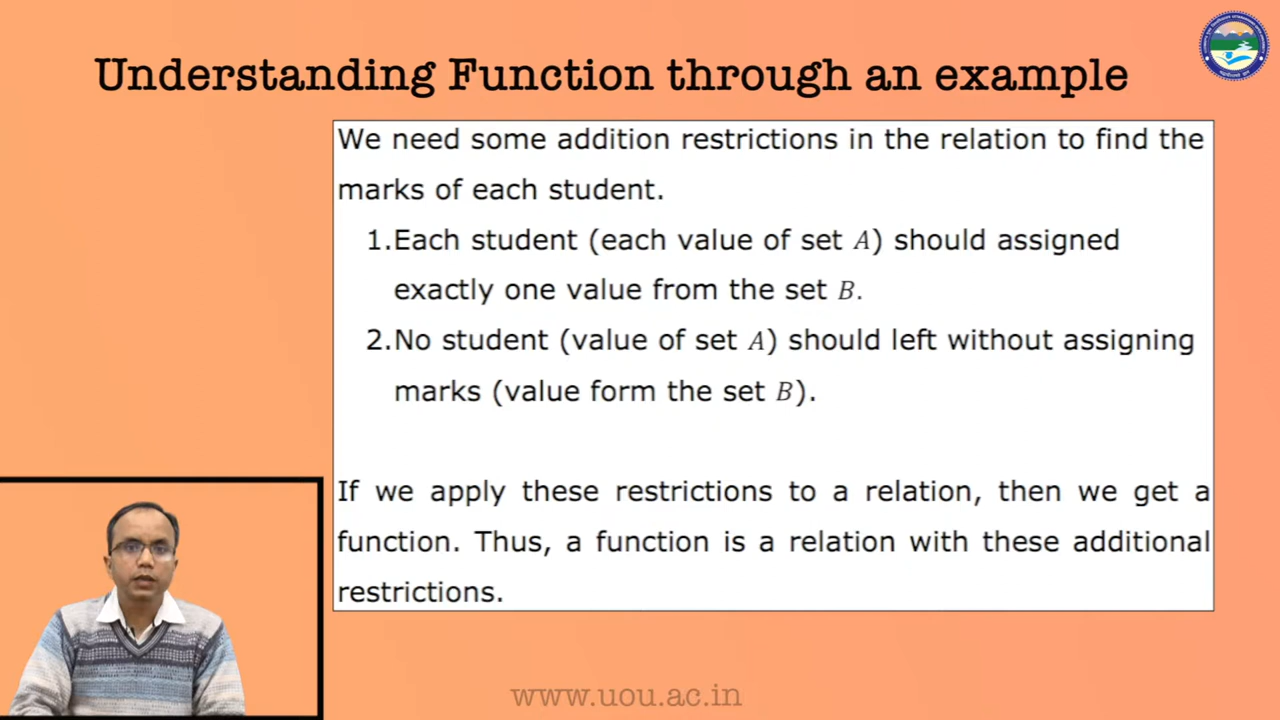 Understanding Function through an example
We need some addition restrictions in the relation to find the
marks of each student.
1.Each student (each value of set A) should assigned
exactly one value from the set B.
2.No student (value of set A) should left without assigning
marks (value form the set B).
If we apply these restrictions to a relation, then we get a
function. Thus, a function is a relation with these additional
restrictions.
www.uou.ac.in